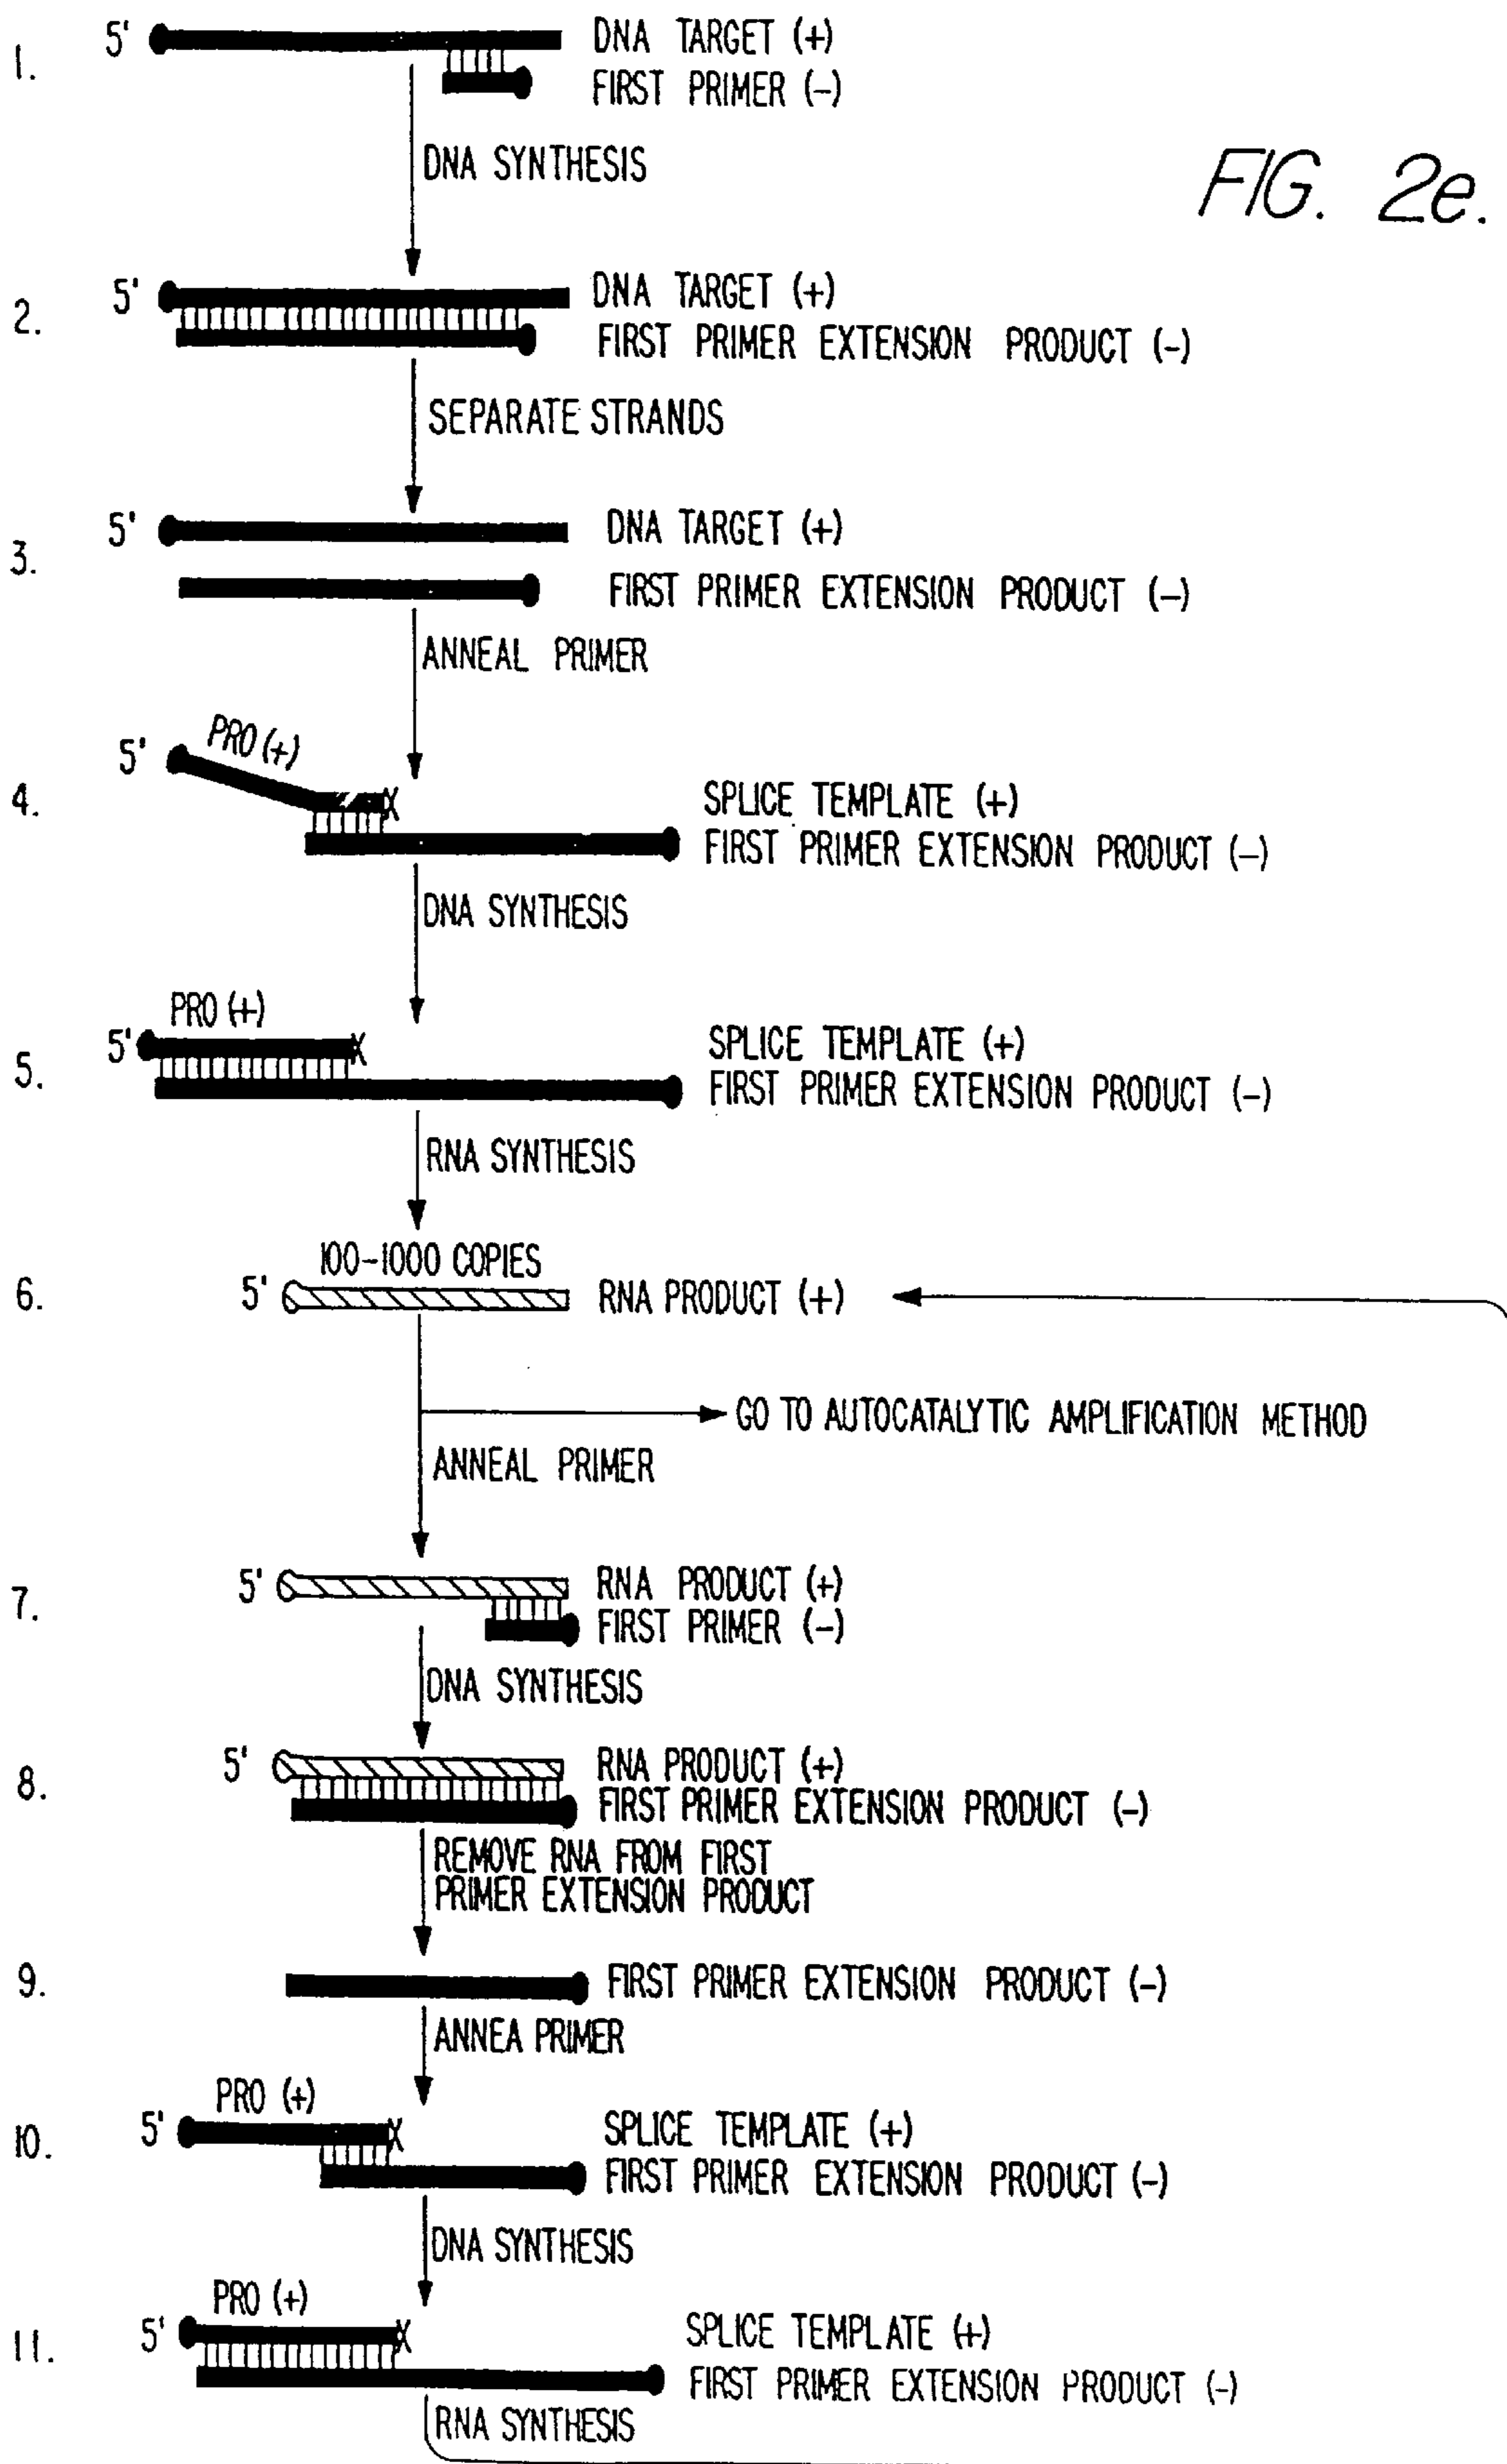 1.
5'
DNA TARGET (+)
FIRST PRIMER (-)
DNA SYNTHESIS
FIG. 2e.
2.
5'
DNA TARGET (+)
FIRST PRIMER EXTENSION PRODUCT (-)
SEPARATE STRANDS
3.
5'
DNA TARGET (+)
FIRST PRIMER EXTENSION PRODUCT (-)
ANNEAL PRIMER
4.
5'
PRO (+)
X
SPLICE TEMPLATE (+)
FIRST PRIMER EXTENSION PRODUCT (-)
DNA SYNTHESIS
5.
PRO (+)
5'
X
SPLICE TEMPLATE (+)
FIRST PRIMER EXTENSION PRODUCT (-)
RNA SYNTHESIS
100-1000 COPIES
6.
5'
RNA PRODUCT (+)
GO TO AUTOCATALYTIC AMPLIFICATION METHOD
ANNEAL PRIMER
7.
5'
RNA PRODUCT (+)
FIRST PRIMER (-)
DNA SYNTHESIS
8.
5'
RNA PRODUCT (+)
FIRST PRIMER EXTENSION PRODUCT (-)
REMOVE RNA FROM FIRST
PRIMER EXTENSION PRODUCT
9.
FIRST PRIMER EXTENSION PRODUCT (-)
ANNEA PRIMER
10.
PRO (+)
5'
X
SPLICE TEMPLATE (+)
FIRST PRIMER EXTENSION PRODUCT (-)
DNA SYNTHESIS
11.
PRO (+)
5'
X
SPLICE TEMPLATE (+)
FIRST PRIMER EXTENSION PRODUCT (-)
RNA SYNTHESIS